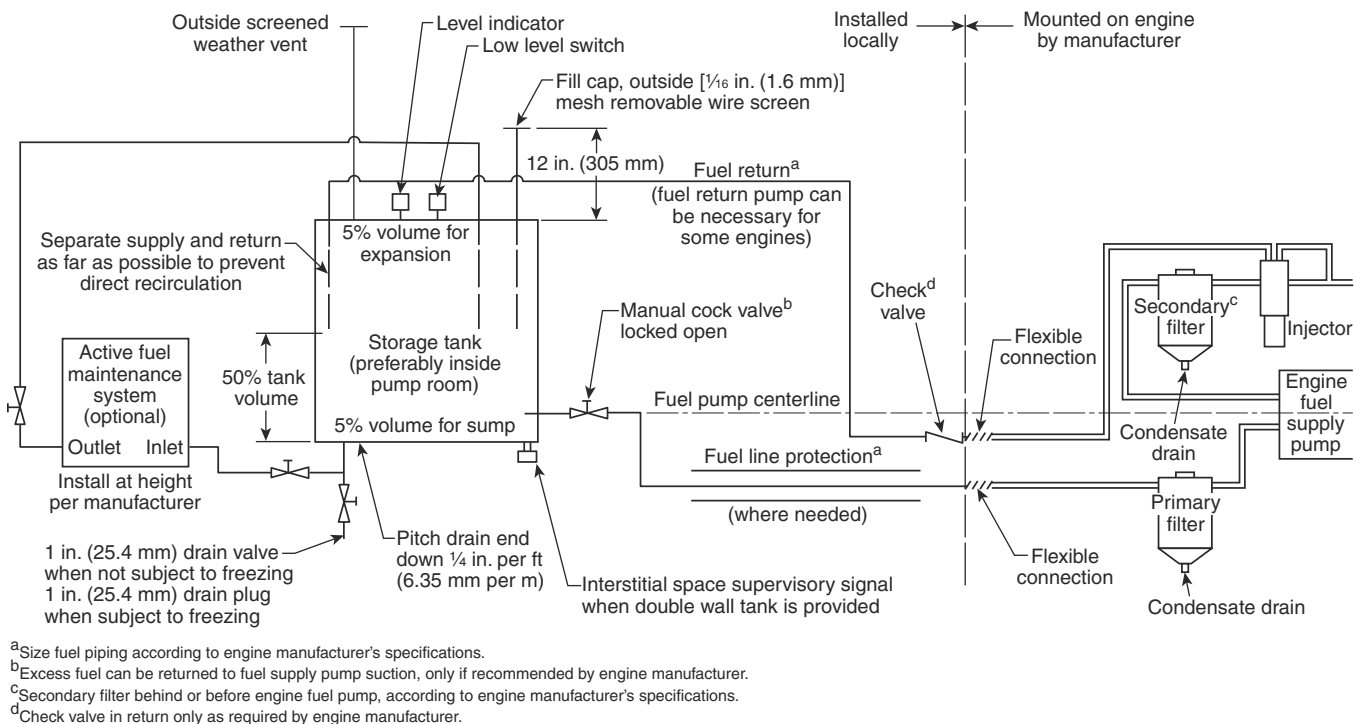 Outside screened
weather vent
Level indicator
Low level switch
Installed
locally
Mounted on engine
by manufacturer
Fill cap, outside [1⁄16 in. (1.6 mm)]
mesh removable wire screen
12 in. (305 mm)
Fuel returnᵃ
(fuel return pump can
be necessary for
some engines)
5% volume for
expansion
Separate supply and return
as far as possible to prevent
direct recirculation
Manual cock valveᵇ
locked open
Checkᵈ
valve
Flexible
connection
Secondaryᶜ
filter
Injector
Active fuel
maintenance
system
(optional)
Outlet Inlet
Install at height
per manufacturer
50% tank
volume
Storage tank
(preferably inside
pump room)
5% volume for sump
Fuel pump centerline
Engine
fuel
supply
pump
Condensate
drain
Fuel line protectionᵃ
(where needed)
Primary
filter
Flexible
connection
Condensate drain
1 in. (25.4 mm) drain valve
when not subject to freezing
1 in. (25.4 mm) drain plug
when subject to freezing
Pitch drain end
down ¼ in. per ft
(6.35 mm per m)
Interstitial space supervisory signal
when double wall tank is provided
ᵃSize fuel piping according to engine manufacturer's specifications.
ᵇExcess fuel can be returned to fuel supply pump suction, only if recommended by engine manufacturer.
ᶜSecondary filter behind or before engine fuel pump, according to engine manufacturer's specifications.
ᵈCheck valve in return only as required by engine manufacturer.